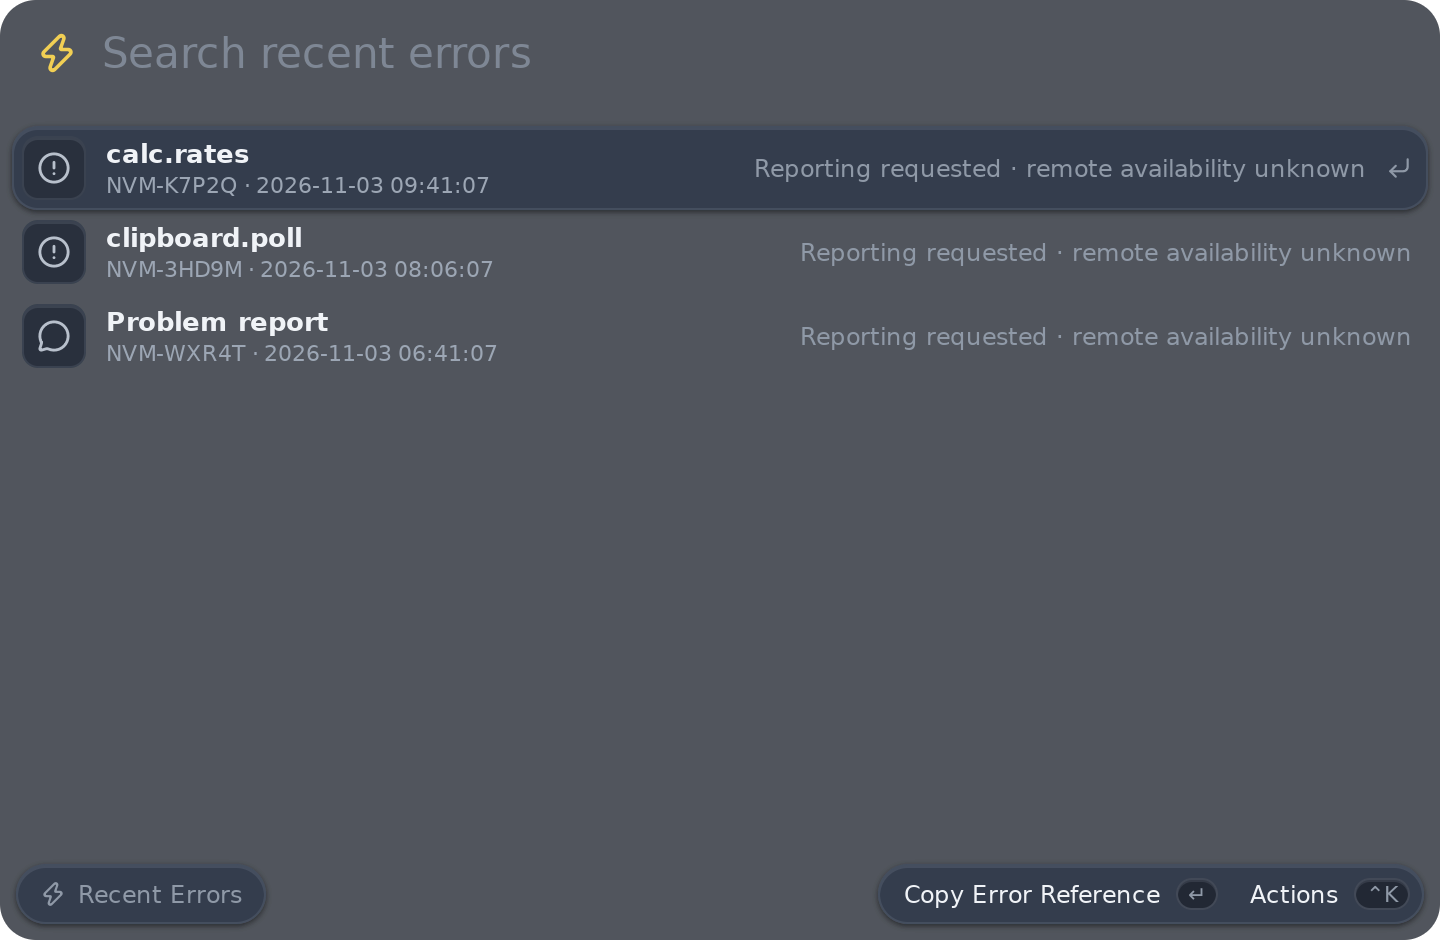 Search recent errors
calc.rates
NVM-K7P2Q · 2026-11-03 09:41:07
Reporting requested · remote availability unknown
clipboard.poll
NVM-3HD9M · 2026-11-03 08:06:07
Reporting requested · remote availability unknown
Problem report
NVM-WXR4T · 2026-11-03 06:41:07
Reporting requested · remote availability unknown
Recent Errors
Copy Error Reference ↵ Actions ^K